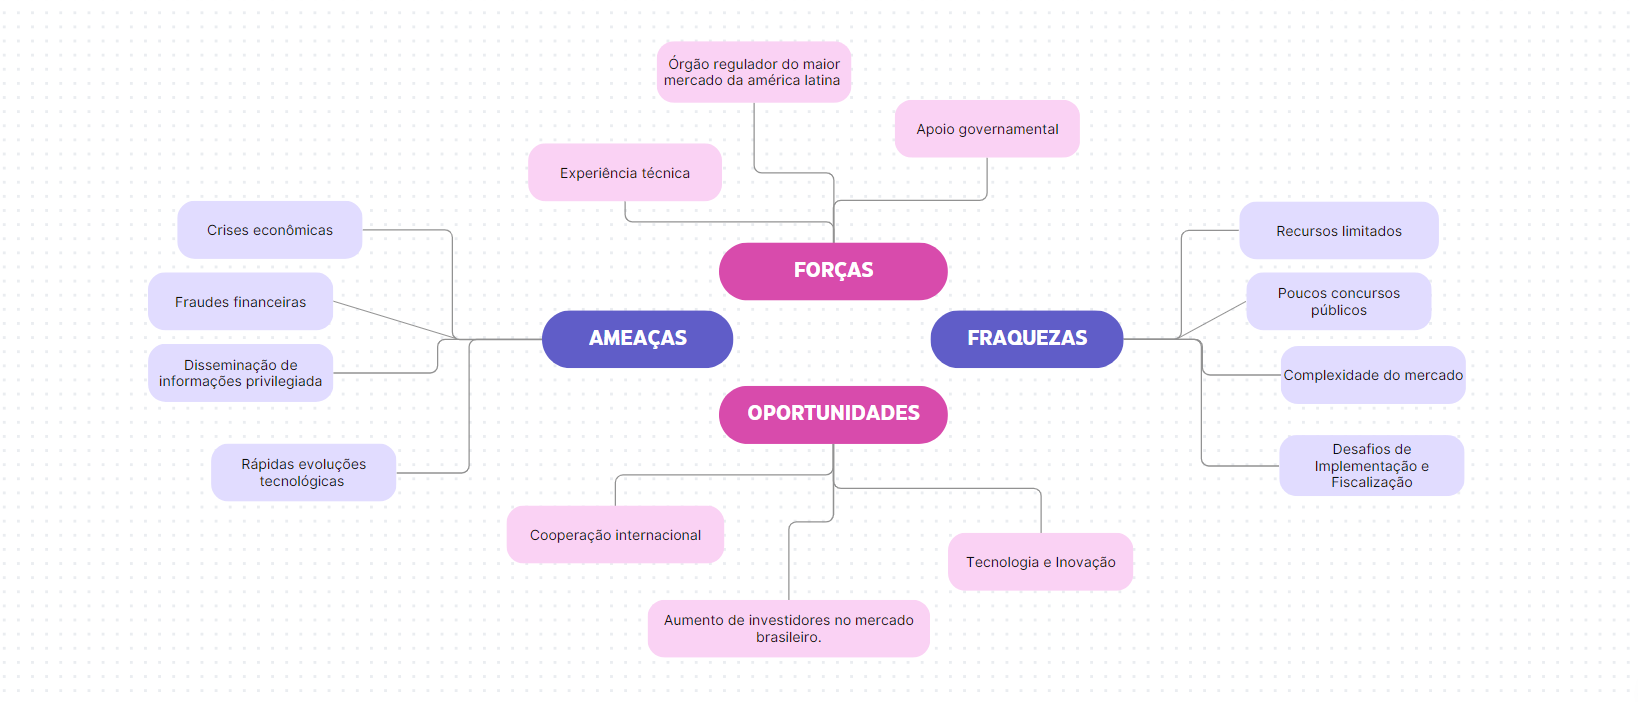 Órgão regulador do maior
mercado da américa latina
Apoio governamental
Experiência técnica
FORÇAS
Crises econômicas
Fraudes financeiras
Disseminação de
informações privilegiada
Rápidas evoluções
tecnológicas
AMEAÇAS
FRAQUEZAS
Recursos limitados
Poucos concursos
públicos
Complexidade do mercado
Desafios de
Implementação e
Fiscalização
OPORTUNIDADES
Cooperação internacional
Tecnologia e Inovação
Aumento de investidores no mercado
brasileiro.